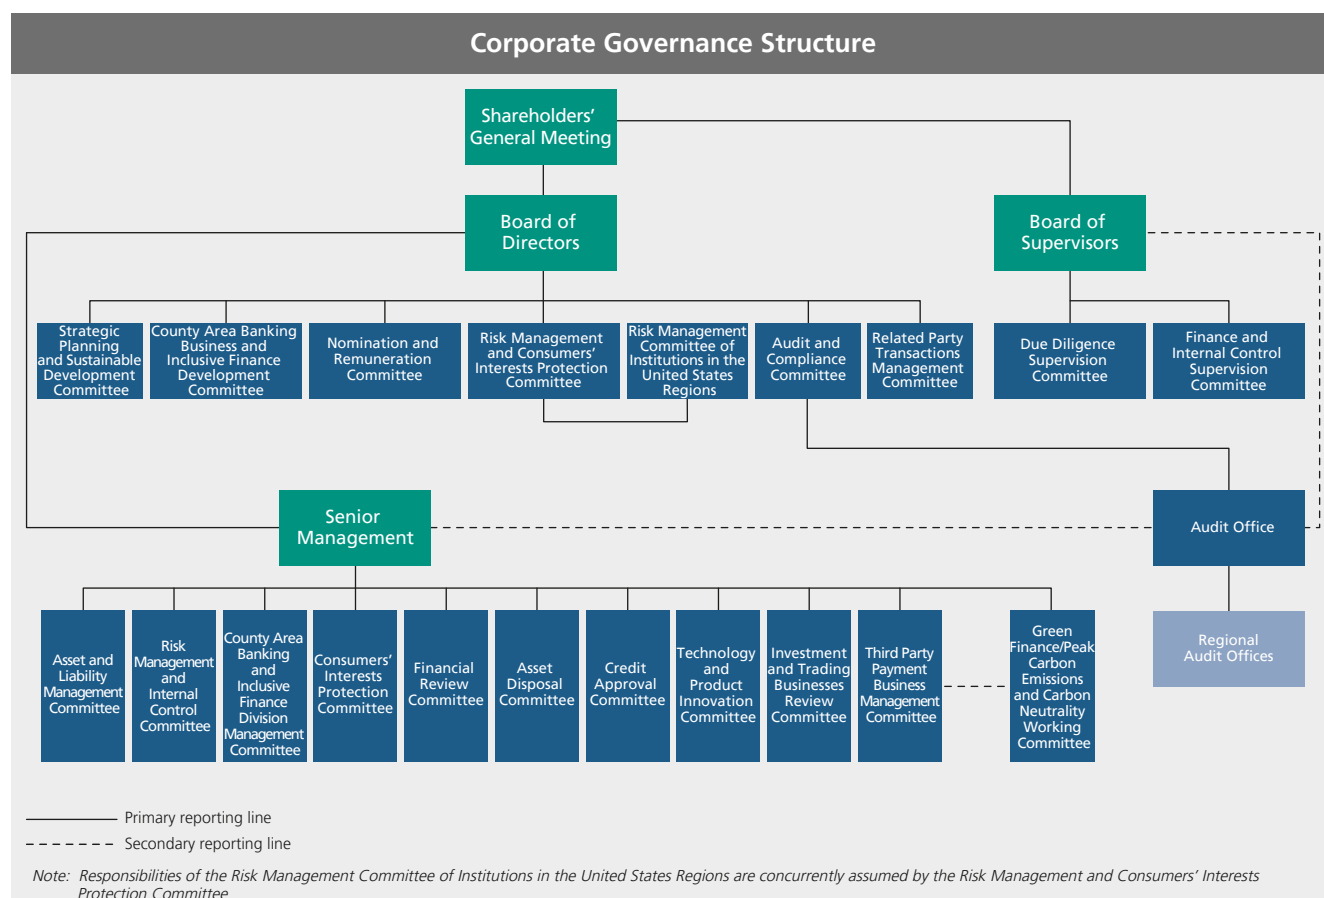 Corporate Governance Structure
Shareholders'
General Meeting
Board of
Directors
Board of
Supervisors
Strategic
Planning
and Sustainable
Development
Committee
County Area Banking
Business and
Inclusive Finance
Development
Committee
Nomination and
Remuneration
Committee
Risk Management
and Consumers'
Interests Protection
Committee
Risk Management
Committee of
Institutions in the
United States
Regions
Audit and
Compliance
Committee
Related Party
Transactions
Management
Committee
Due Diligence
Supervision
Committee
Finance and
Internal Control
Supervision
Committee
Senior
Management
Audit Office
Asset and
Liability
Management
Committee
Risk
Management
and
Internal
Control
Committee
County Area
Banking
and
Inclusive
Finance
Division
Management
Committee
Consumers'
Interests
Protection
Committee
Financial
Review
Committee
Asset
Disposal
Committee
Credit
Approval
Committee
Technology
and
Product
Innovation
Committee
Investment
and Trading
Businesses
Review
Committee
Third Party
Payment
Business
Management
Committee
Green
Finance/Peak
Carbon
Emissions
and Carbon
Neutrality
Working
Committee
Regional
Audit Offices
Primary reporting line
Secondary reporting line
Note: Responsibilities of the Risk Management Committee of Institutions in the United States Regions are concurrently assumed by the Risk Management and Consumers' Interests
Protection Committee